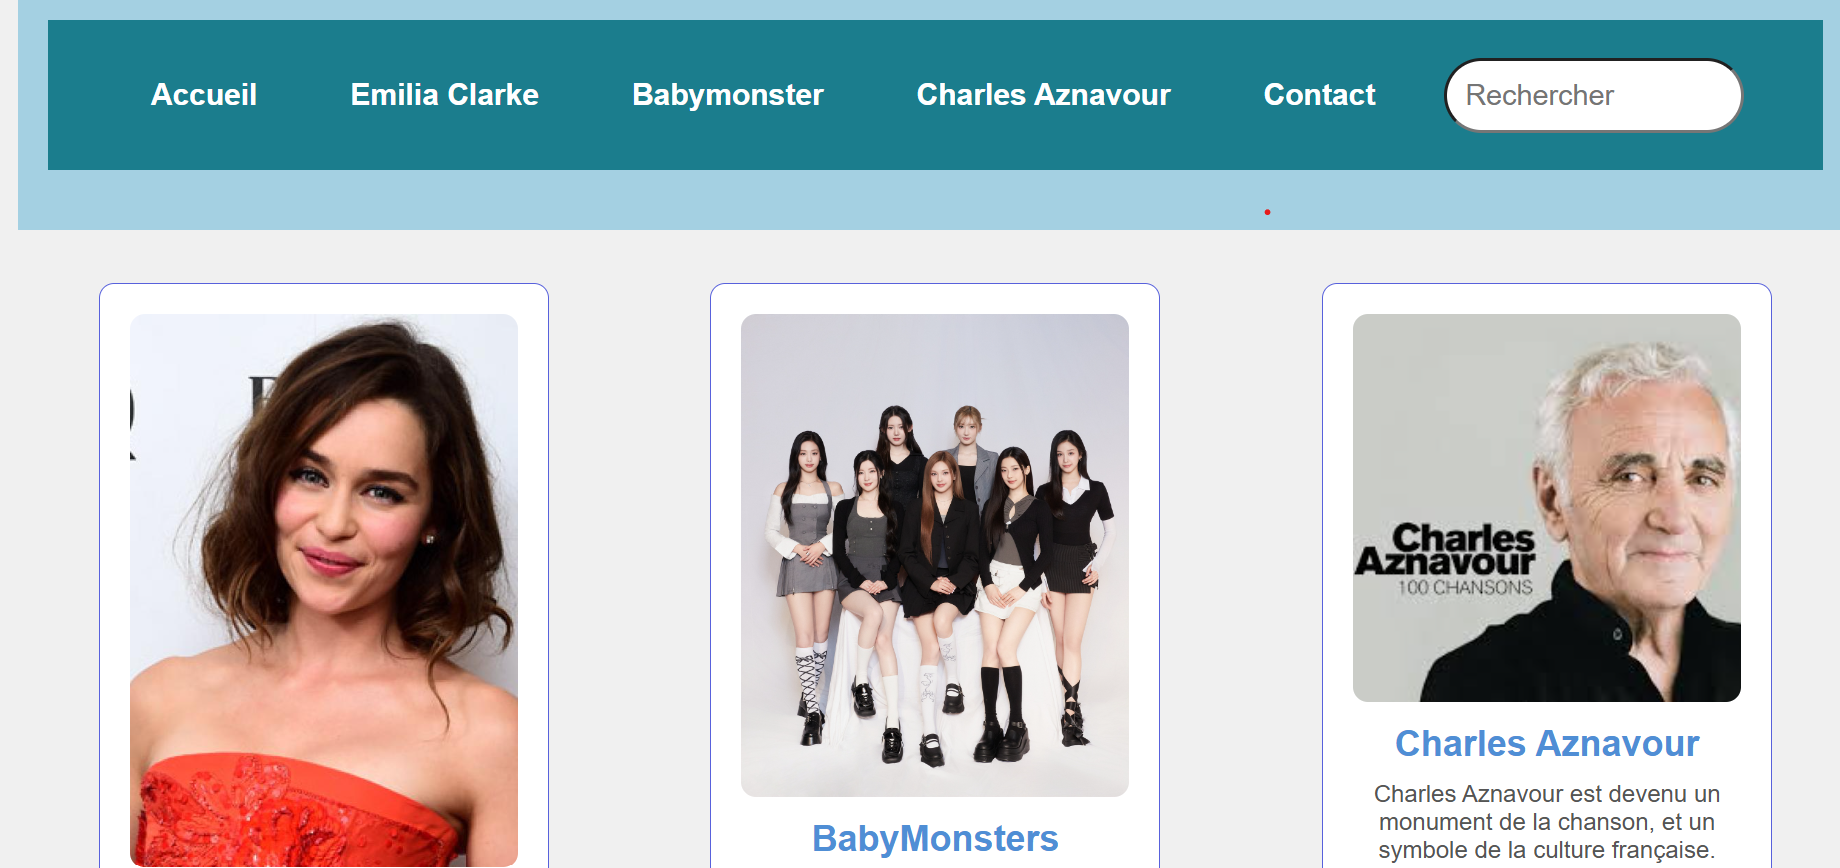 Accueil
Emilia Clarke
Babymonster
Charles Aznavour
Contact
Rechercher
BabyMonsters
Charles
Aznavour
100 CHANSONS
Charles Aznavour
Charles Aznavour est devenu un
monument de la chanson, et un
symbole de la culture française.